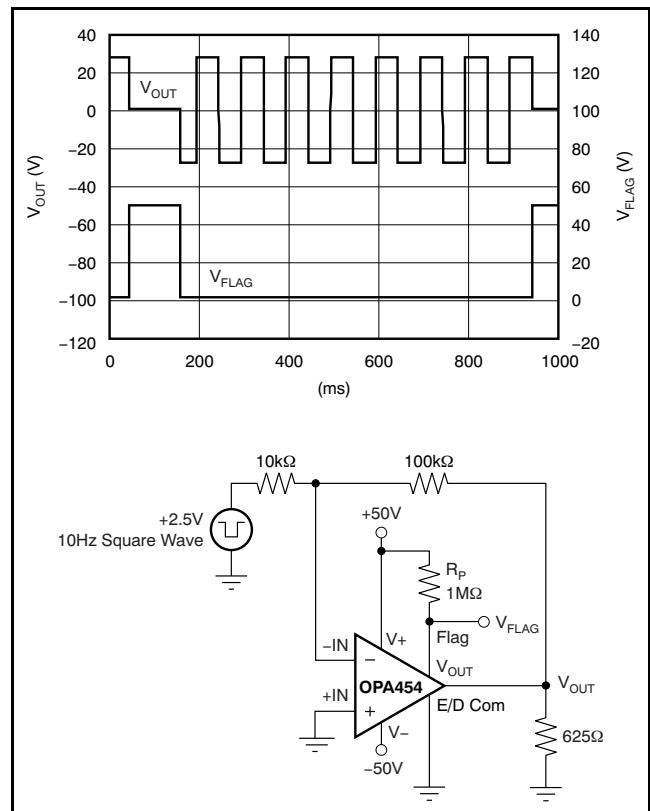 40
20
0
−20
−40
−60
−80
−100
−120
V_OUT (V)
V_OUT
V_FLAG
140
120
100
80
60
40
20
0
−20
V_FLAG (V)
0
200
400
600
800
1000
(ms)
10kΩ
100kΩ
+2.5V
10Hz Square Wave
+50V
R_P
1MΩ
V_FLAG
Flag
−IN
V+
V_OUT
V_OUT
OPA454
+IN
E/D Com
V−
−50V
625Ω